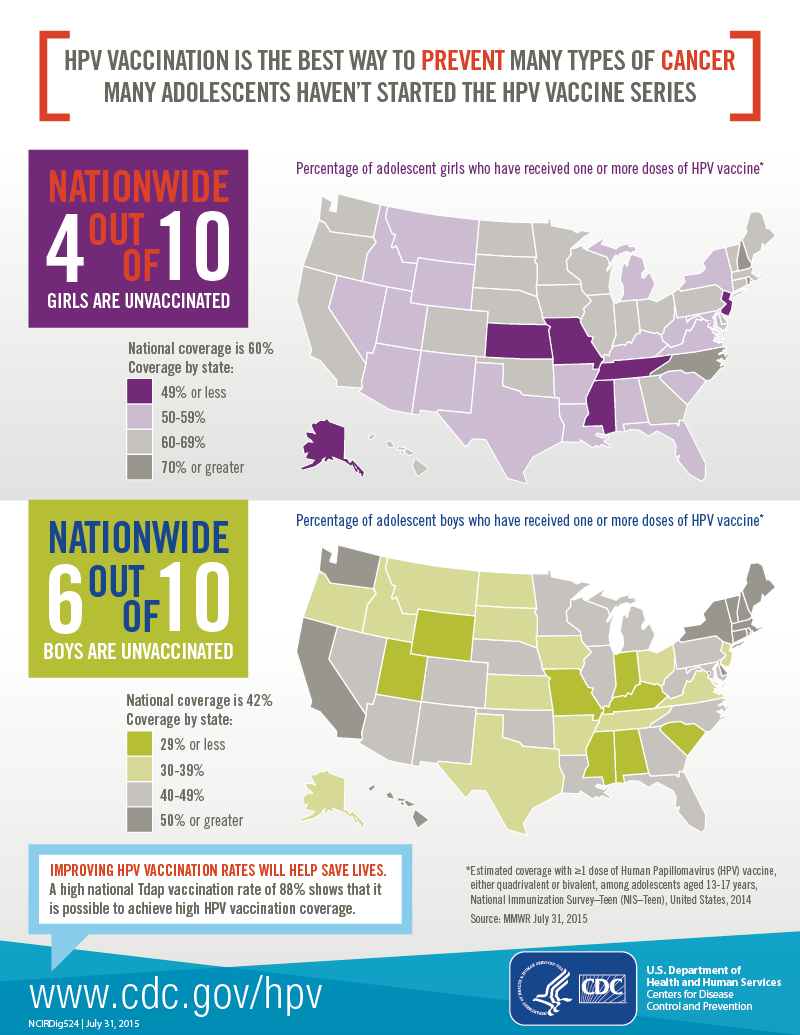 HPV VACCINATION IS THE BEST WAY TO PREVENT MANY TYPES OF CANCER
MANY ADOLESCENTS HAVEN'T STARTED THE HPV VACCINE SERIES
NATIONWIDE
4 OUT OF 10
GIRLS ARE UNVACCINATED
Percentage of adolescent girls who have received one or more doses of HPV vaccine*
National coverage is 60%
Coverage by state:
49% or less
50-59%
60-69%
70% or greater
NATIONWIDE
6 OUT OF 10
BOYS ARE UNVACCINATED
Percentage of adolescent boys who have received one or more doses of HPV vaccine*
National coverage is 42%
Coverage by state:
29% or less
30-39%
40-49%
50% or greater
IMPROVING HPV VACCINATION RATES WILL HELP SAVE LIVES.
A high national Tdap vaccination rate of 88% shows that it
is possible to achieve high HPV vaccination coverage.
*Estimated coverage with ≥1 dose of Human Papillomavirus (HPV) vaccine,
either quadrivalent or bivalent, among adolescents aged 13-17 years,
National Immunization Survey–Teen (NIS–Teen), United States, 2014
Source: MMWR July 31, 2015
www.cdc.gov/hpv
NCIRDig524 | July 31, 2015
CDC
U.S. Department of
Health and Human Services
Centers for Disease
Control and Prevention